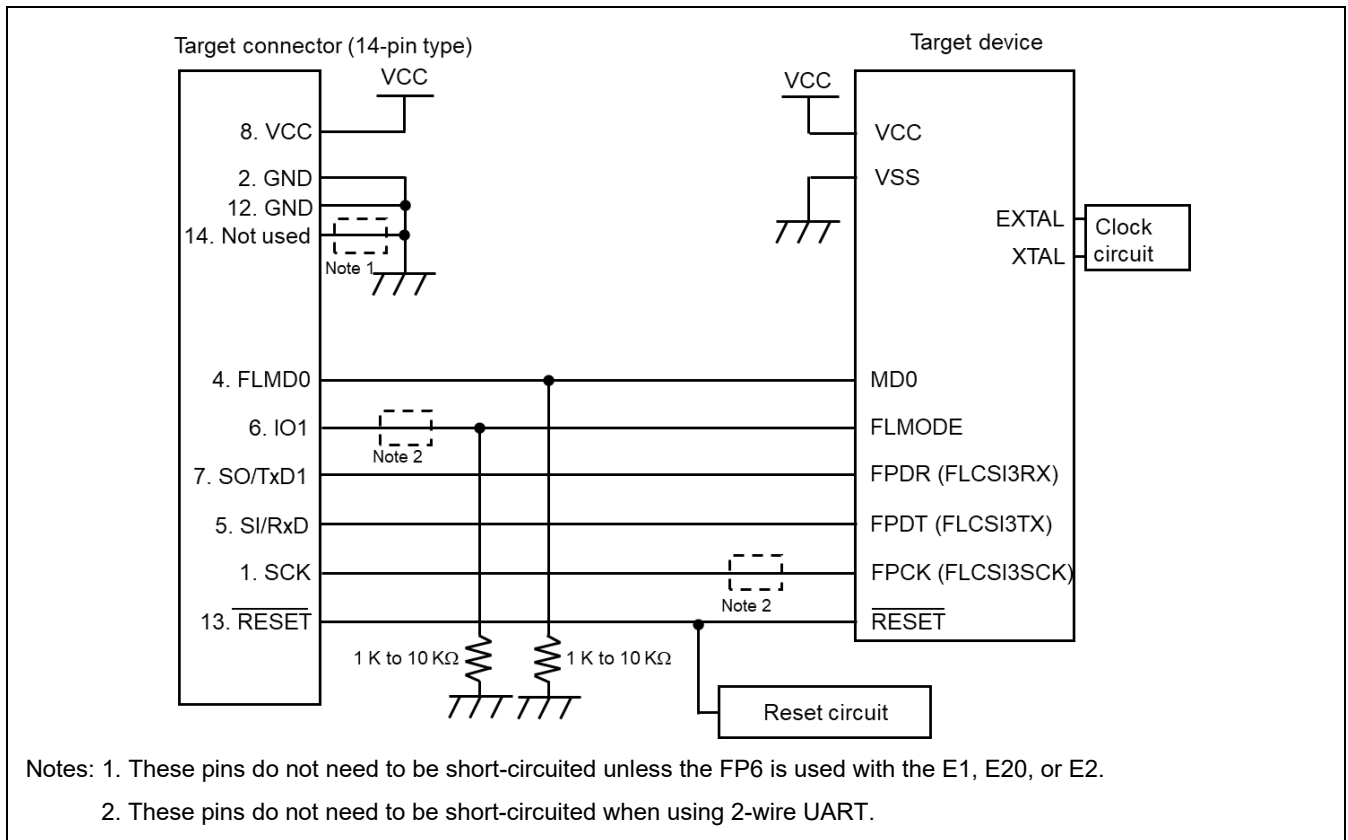 Target connector (14-pin type)
VCC
8. VCC
2. GND
12. GND
14. Not used
Note 1
4. FLMD0
6. IO1
Note 2
7. SO/TxD1
5. SI/RxD
1. SCK
13. RESET
1 K to 10 KΩ
1 K to 10 KΩ
Note 2
Reset circuit
Target device
VCC
VCC
VSS
EXTAL
XTAL
Clock
circuit
MD0
FLMODE
FPDR (FLCSI3RX)
FPDT (FLCSI3TX)
FPCK (FLCSI3SCK)
RESET
Notes: 1. These pins do not need to be short-circuited unless the FP6 is used with the E1, E20, or E2.
2. These pins do not need to be short-circuited when using 2-wire UART.